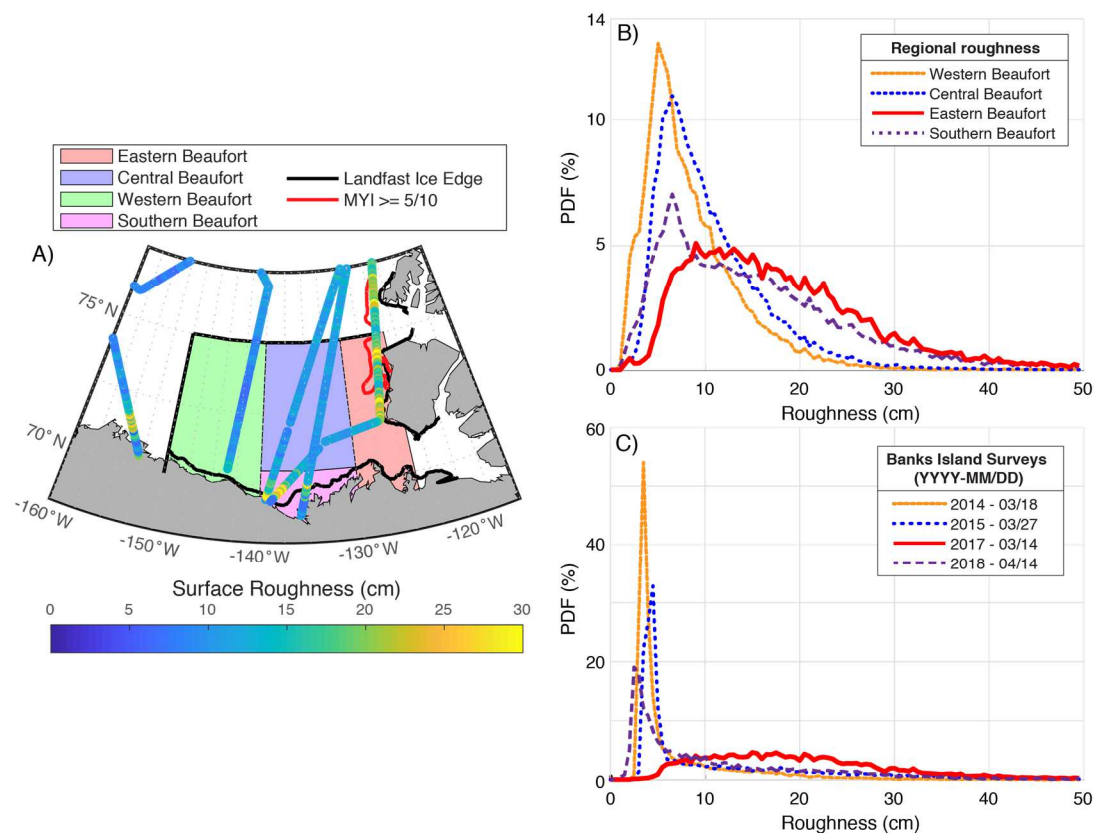 Eastern Beaufort
Central Beaufort
Western Beaufort
Southern Beaufort
Landfast Ice Edge
MYI >= 5/10
A)
75°N
70°N
-160°W
-150°W
-140°W
-130°W
-120°W
Surface Roughness (cm)
0 5 10 15 20 25 30
B)
14
10
5
0
PDF (%)
Regional roughness
Western Beaufort
Central Beaufort
Eastern Beaufort
Southern Beaufort
0 10 20 30 40 50
Roughness (cm)
C)
60
40
20
0
PDF (%)
Banks Island Surveys
(YYYY-MM/DD)
2014 - 03/18
2015 - 03/27
2017 - 03/14
2018 - 04/14
0 10 20 30 40 50
Roughness (cm)